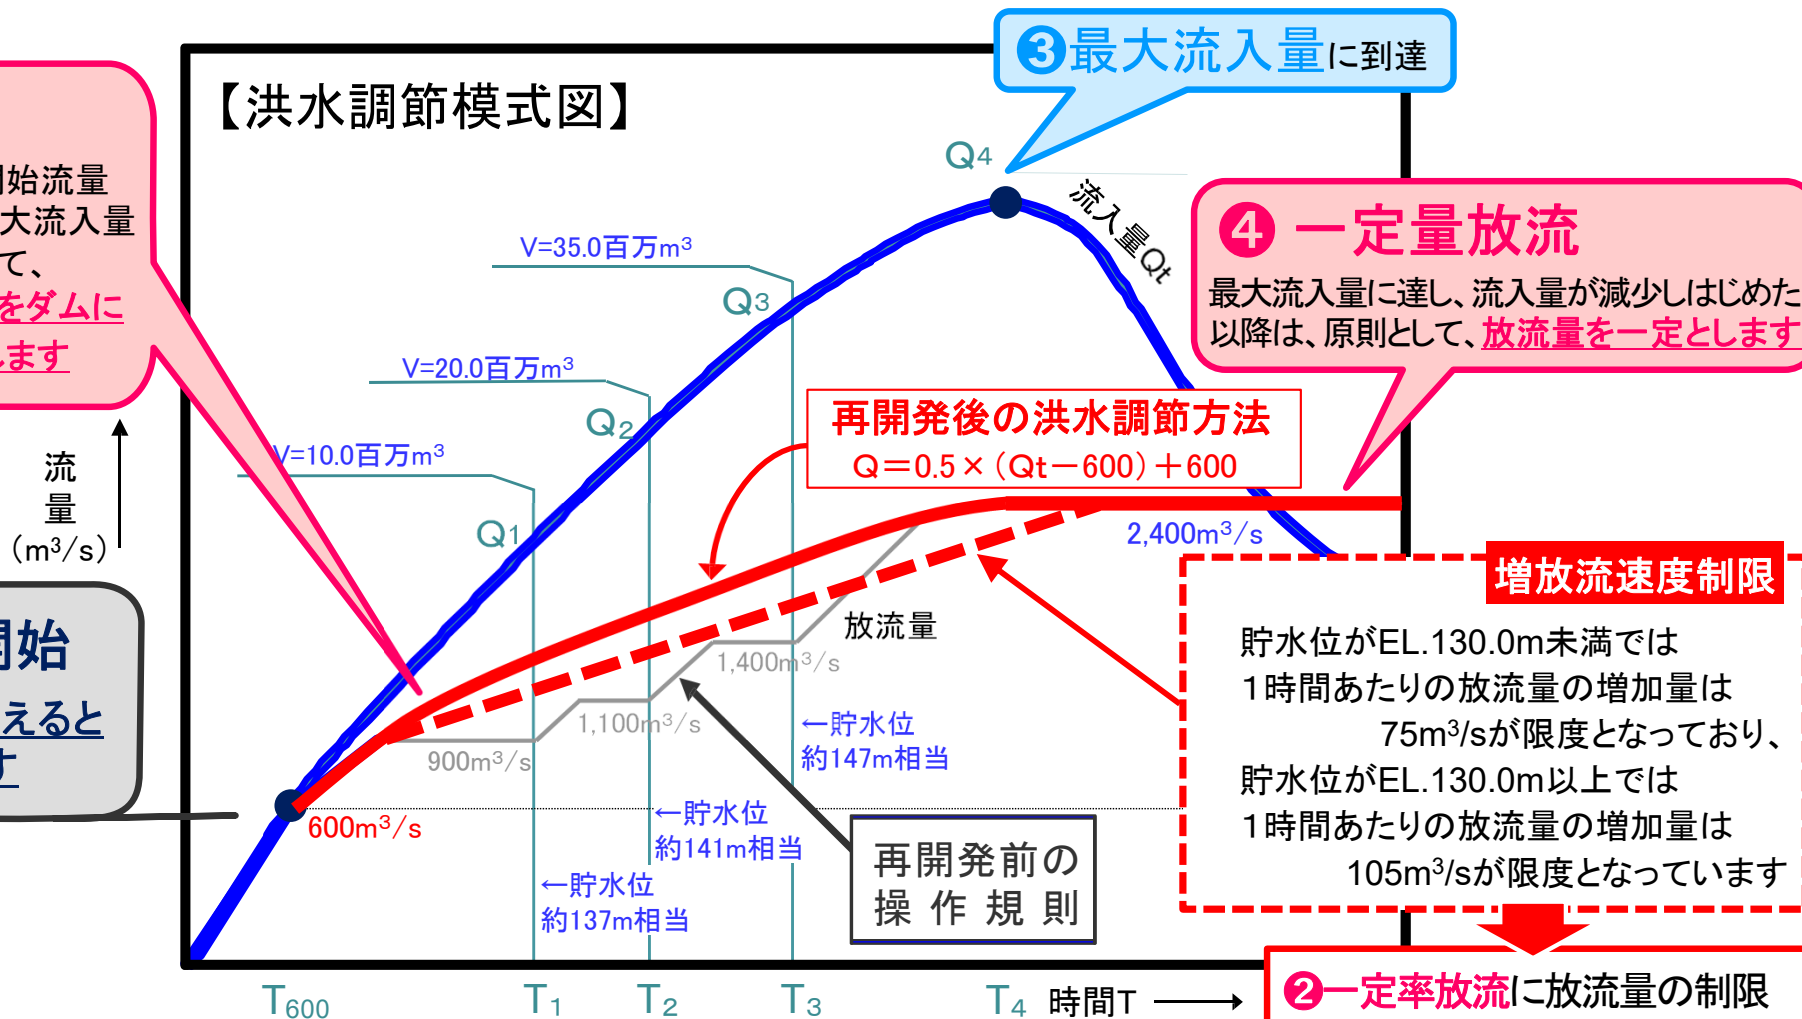 ❸最大流入量に到達
【洪水調節模式図】
始流量
大流入量
て、
をダムに
ます
Q4
流入量Qt
❹ 一定量放流
最大流入量に達し、流入量が減少しはじめた
以降は、原則として、放流量を一定とします
V=35.0百万m³
Q3
V=20.0百万m³
Q2
V=10.0百万m³
Q1
再開発後の洪水調節方法
Q=0.5×(Qt-600)+600
流
量
(m³/s)
2,400m³/s
増放流速度制限
貯水位がEL.130.0m未満では
1時間あたりの放流量の増加量は
75m³/sが限度となっており、
貯水位がEL.130.0m以上では
1時間あたりの放流量の増加量は
105m³/sが限度となっています
放流量
1,400m³/s
1,100m³/s
900m³/s
600m³/s
←貯水位
約147m相当
←貯水位
約141m相当
←貯水位
約137m相当
再開発前の
操作規則
開始
えると
す
❷一定率放流に放流量の制限
T600
T1
T2
T3
T4
時間T